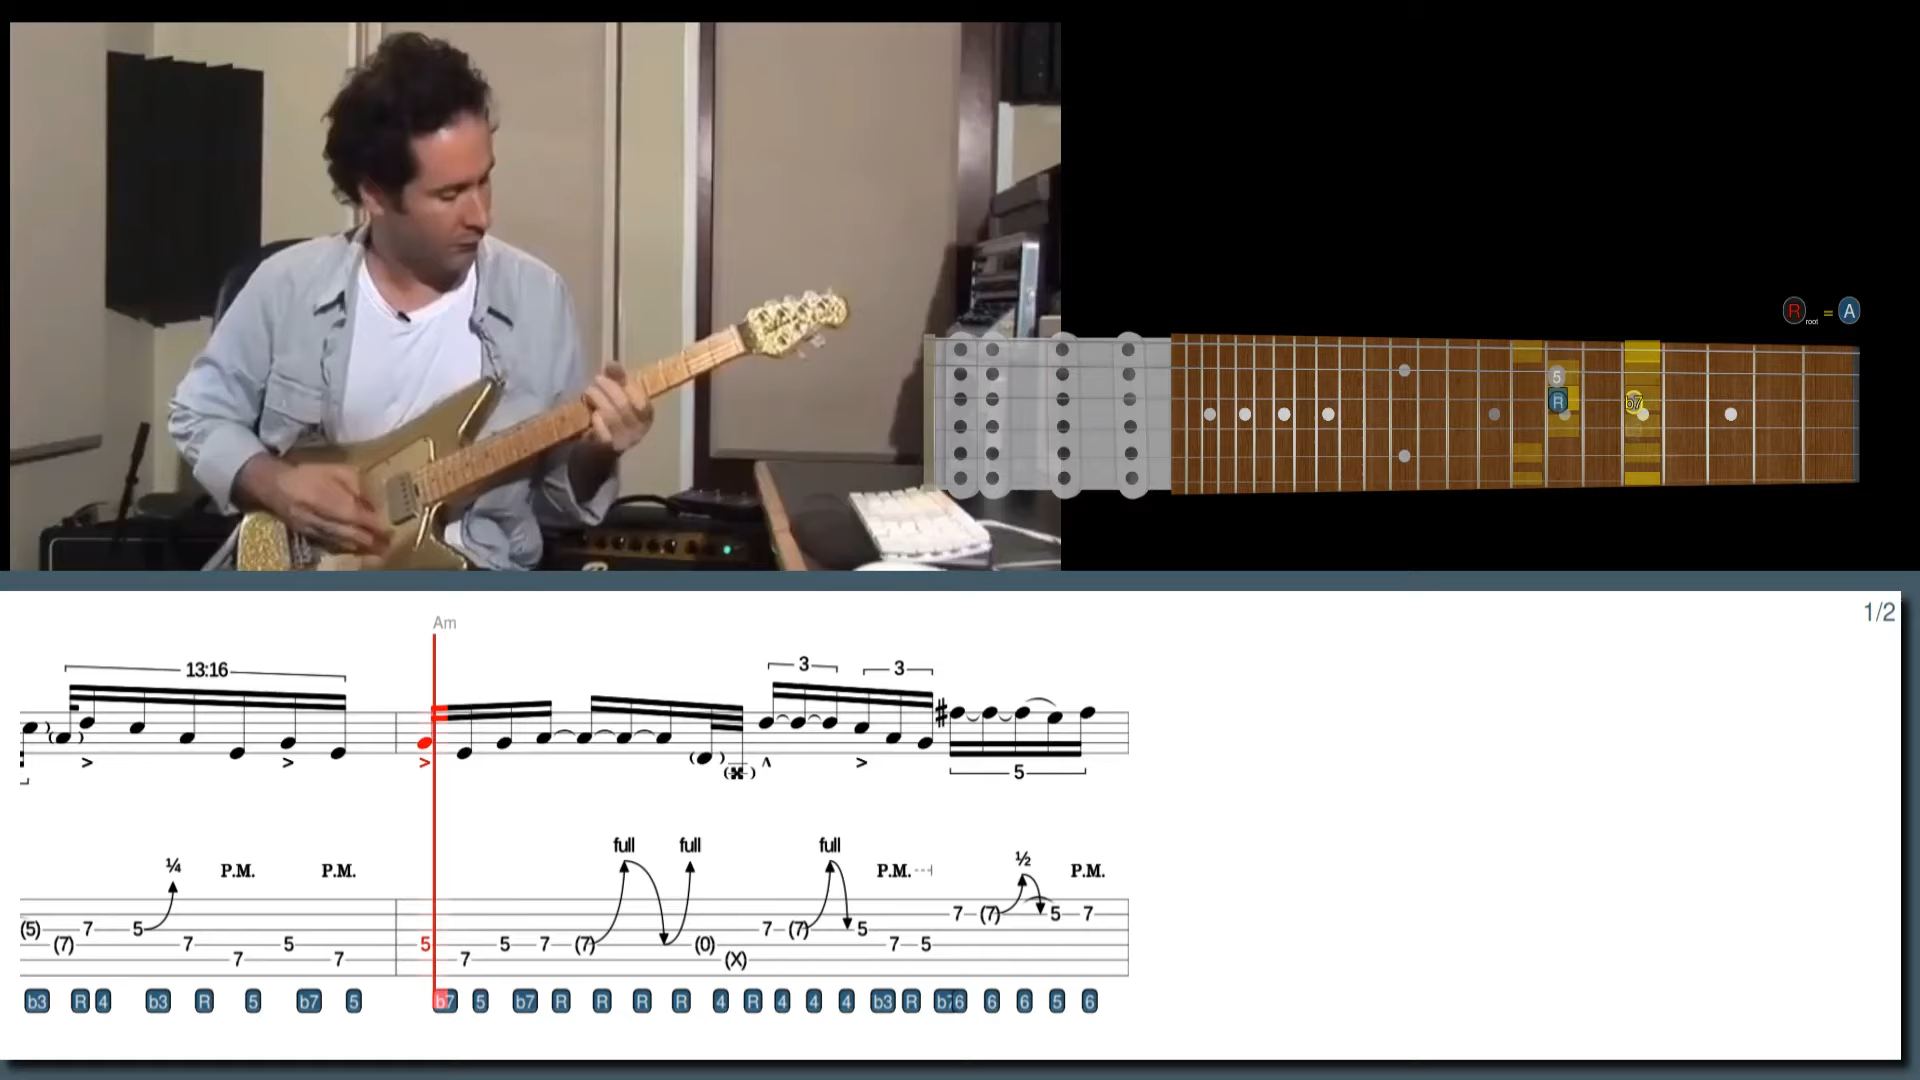 R root = A
5
R
b7
1/2
Am
13:16 3 3
> > > ^ >
5
¼ P.M. P.M. full full full P.M. ½ P.M.
(5) (7) 7 5 7 7 5 7 5 7 5 7 (7) (0) (X) 7 (7) 5 7 5 7 (7) 5 7
b3 R 4 b3 R 5 b7 5 b7 5 b7 R R R R 4 R 4 4 4 b3 R b7 6 6 6 5 6